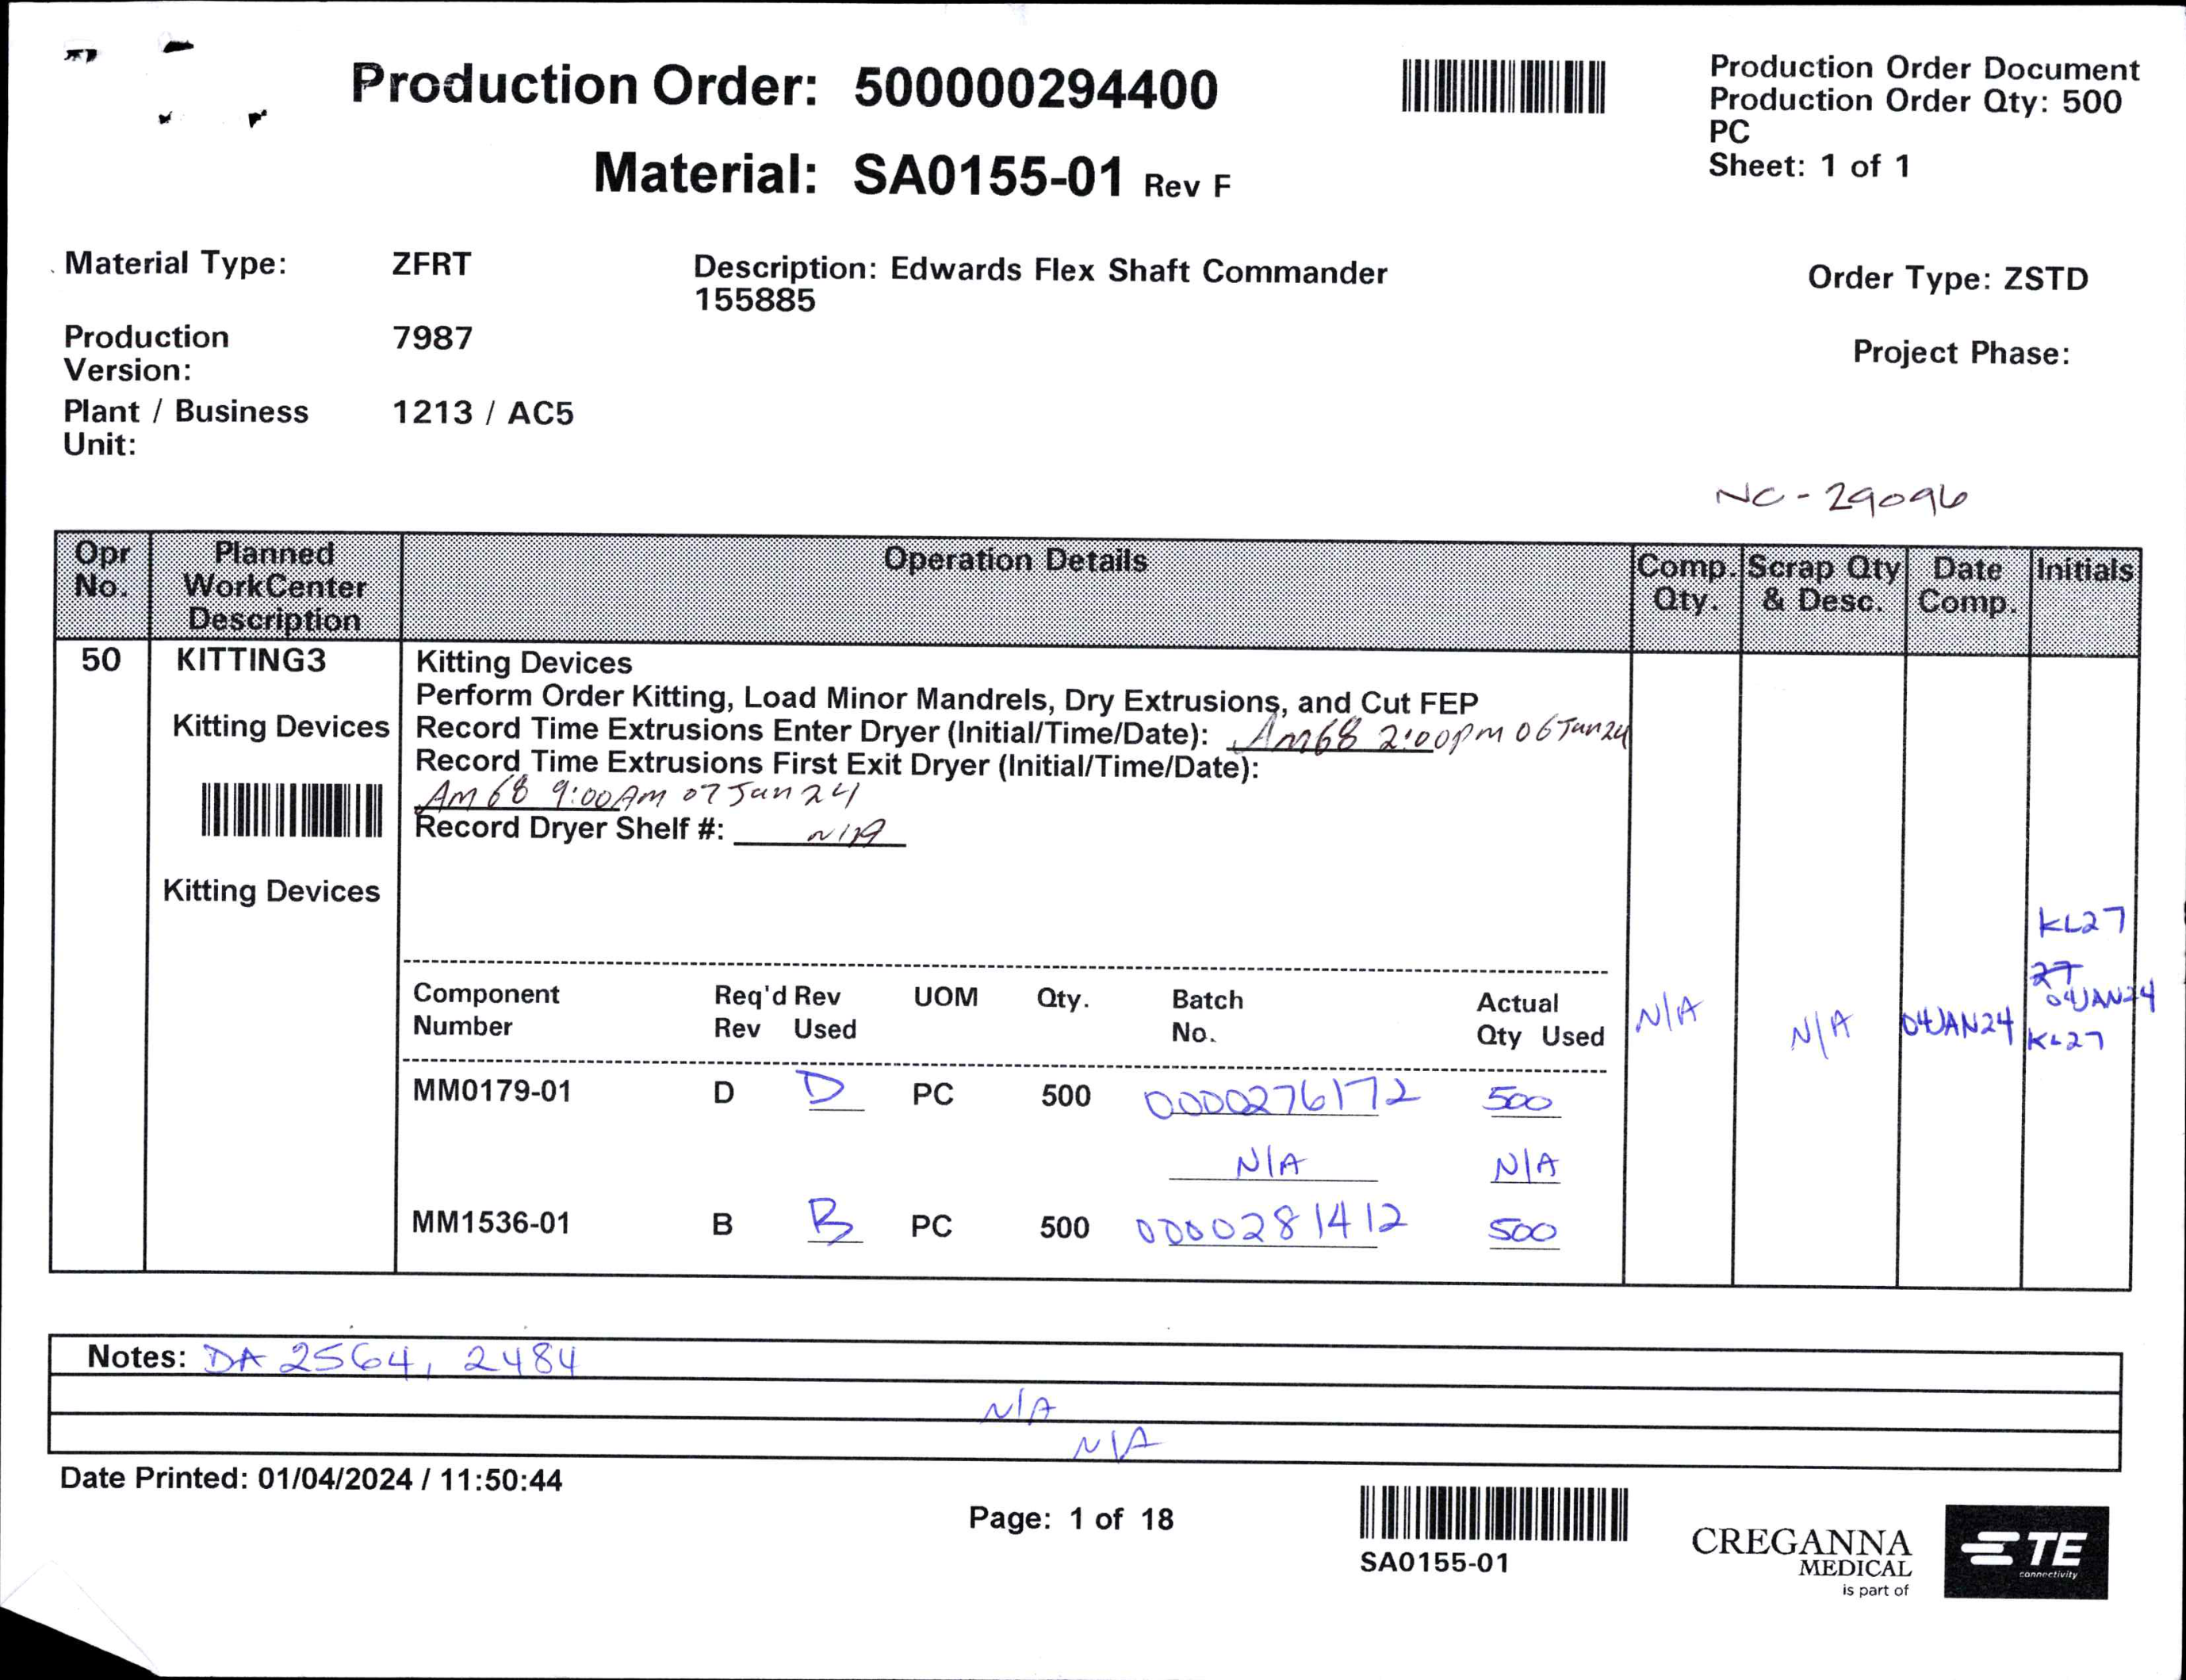 Production Order: 500000294400
Material: SA0155-01 Rev F
Production Order Document
Production Order Qty: 500
PC
Sheet: 1 of 1
Material Type: ZFRT
Description: Edwards Flex Shaft Commander
155885
Order Type: ZSTD
Production
Version:
7987
Project Phase:
Plant / Business
Unit:
1213 / AC5
NC-29096
Opr
No.
Planned
WorkCenter
Description
Operation Details
Comp.
Qty.
Scrap Qty
& Desc.
Date
Comp.
Initials
50
KITTING3
Kitting Devices
Kitting Devices
Kitting Devices
Perform Order Kitting, Load Minor Mandrels, Dry Extrusions, and Cut FEP
Record Time Extrusions Enter Dryer (Initial/Time/Date): Am68 2:00pm 06Jan24
Record Time Extrusions First Exit Dryer (Initial/Time/Date):
Am68 9:00Am 07Jan24
Record Dryer Shelf #: N/A
Component
Number
Req'd
Rev
Rev
Used
UOM
Qty.
Batch
No.
Actual
Qty Used
MM0179-01 D D PC 500 0000276172 500
N/A N/A
MM1536-01 B B PC 500 0000281412 500
N/A
N/A
04JAN24
KL27
27
04JAN24
KL27
Notes: DA 2564, 2484
N/A
N/A
Date Printed: 01/04/2024 / 11:50:44
Page: 1 of 18
SA0155-01
CREGANNA
MEDICAL
is part of
TE
connectivity